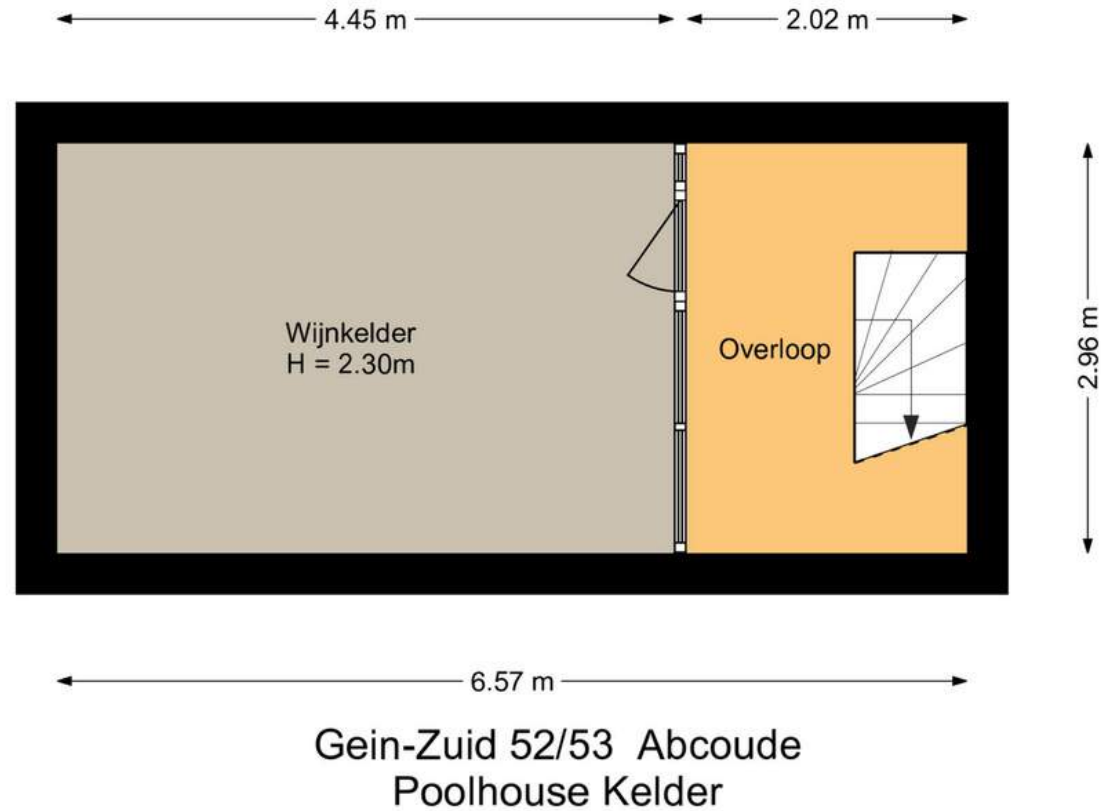 4.45 m
2.02 m
Wijnkelder
H = 2.30m
Overloop
2.96 m
6.57 m
Gein-Zuid 52/53 Abcoude
Poolhouse Kelder